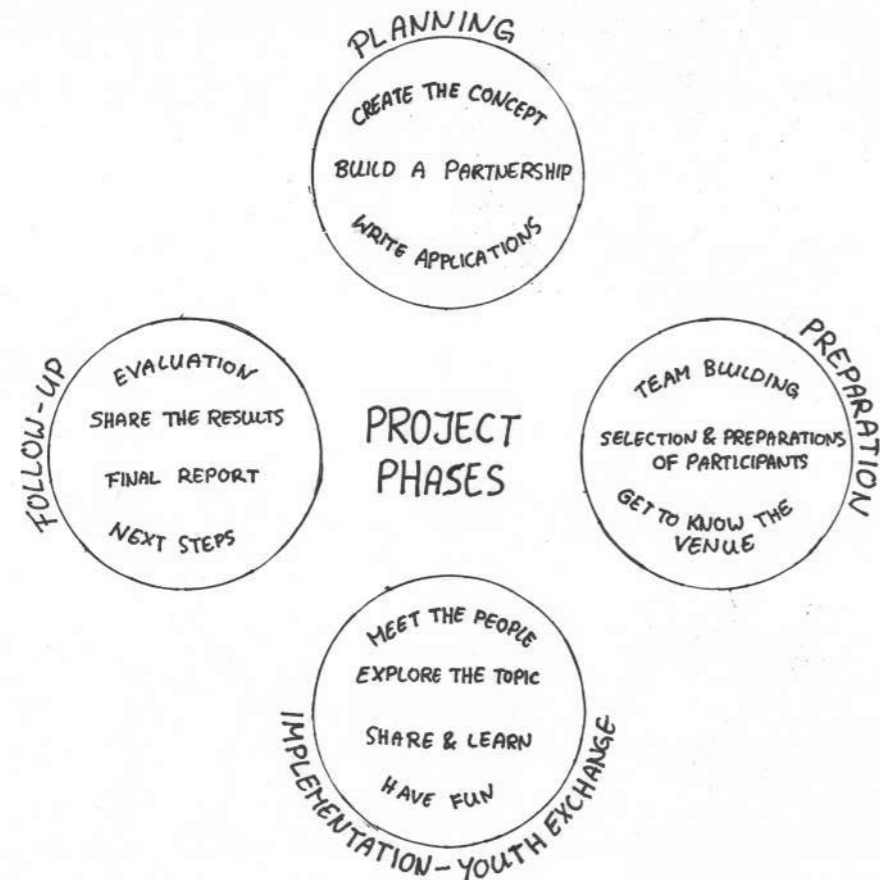 PLANNING
CREATE THE CONCEPT
BUILD A PARTNERSHIP
WRITE APPLICATIONS
PREPARATION
TEAM BUILDING
SELECTION & PREPARATIONS
OF PARTICIPANTS
GET TO KNOW THE
VENUE
PROJECT
PHASES
FOLLOW-UP
EVALUATION
SHARE THE RESULTS
FINAL REPORT
NEXT STEPS
MEET THE PEOPLE
EXPLORE THE TOPIC
SHARE & LEARN
HAVE FUN
IMPLEMENTATION-YOUTH EXCHANGE